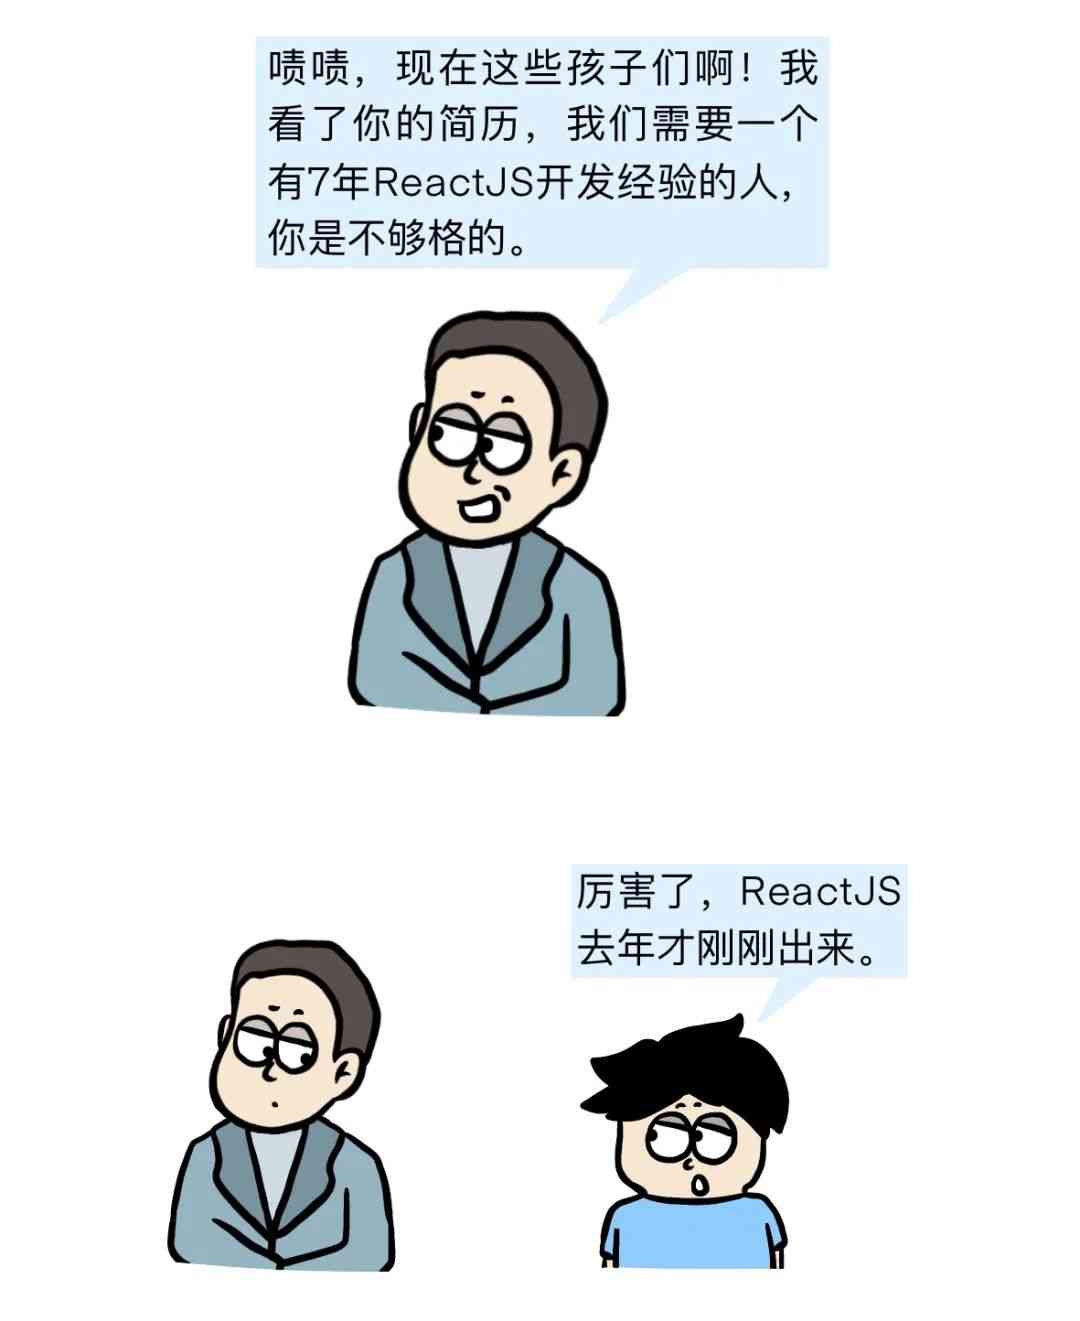 啧啧，现在这些孩子们啊！我
看了你的简历，我们需要一个
有7年ReactJS开发经验的人，
你是不够格的。
厉害了，ReactJS
去年才刚刚出来。